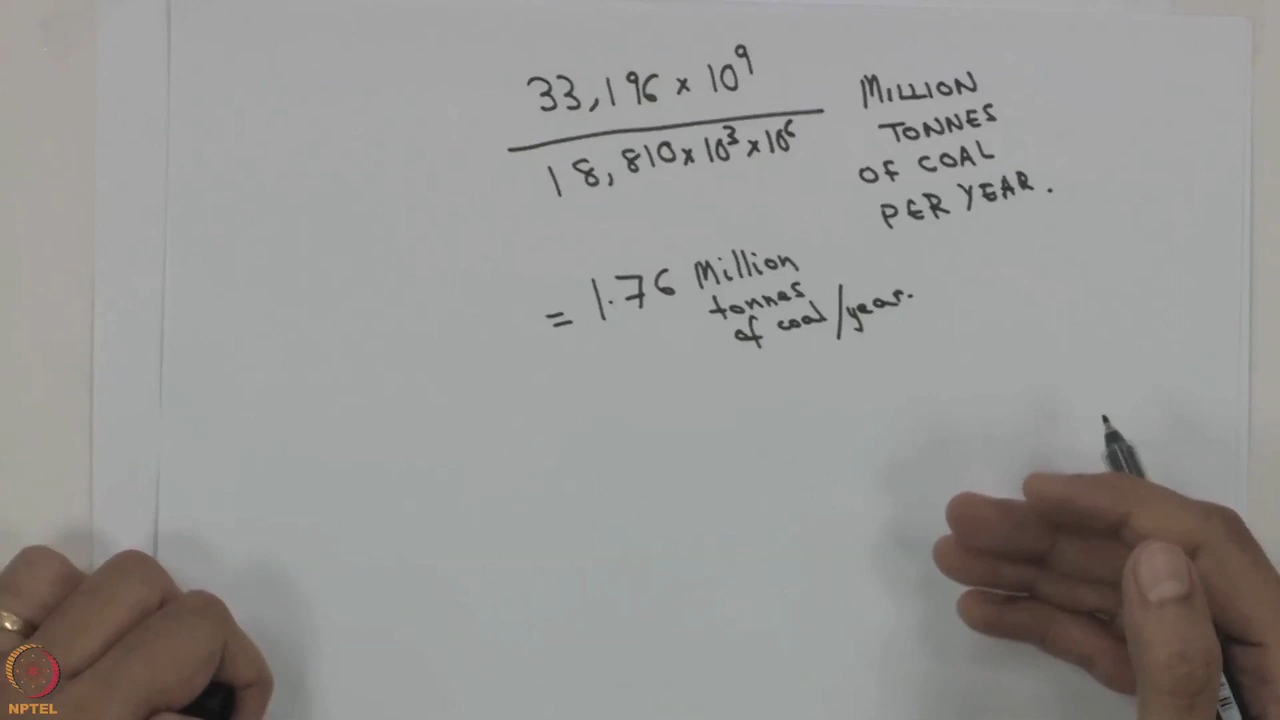 33,196 × 10⁹
18,810 × 10³ × 10⁶
MILLION
TONNES
OF COAL
PER YEAR.
= 1.76 Million
tonnes
of coal/year.
NPTEL